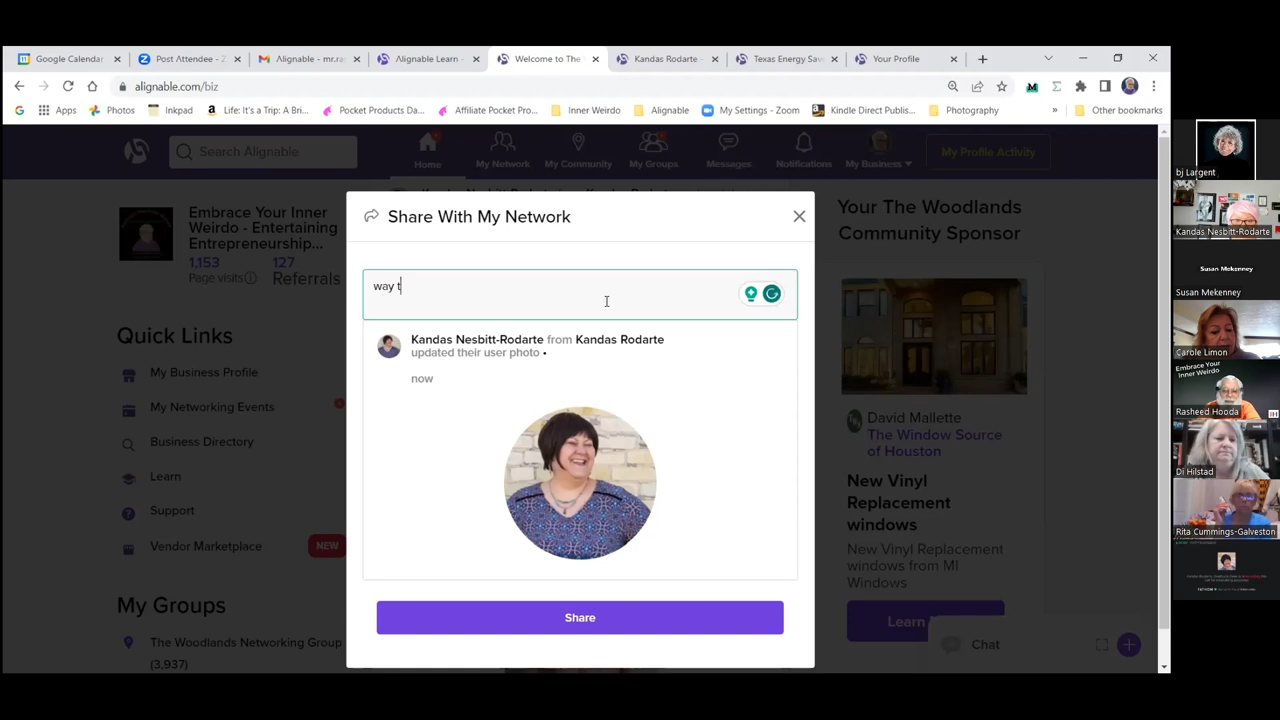 Google Calendar
Post Attendee - Z
Alignable - mr.ra
Alignable Learn -
Welcome to The
Kandas Rodarte -
Texas Energy Sav
Your Profile
alignable.com/biz
Apps
Photos
Inkpad
Life: It's a Trip: A Bri...
Pocket Products Da...
Affiliate Pocket Pro...
Inner Weirdo
Alignable
My Settings - Zoom
Kindle Direct Publis...
Photography
»
Other bookmarks
Search Alignable
Home
My Network
My Community
My Groups
Messages
Notifications
My Business
My Profile Activity
Embrace Your Inner
Weirdo - Entertaining
Entrepreneurship...
1,153
Page visits
127
Referrals
Quick Links
My Business Profile
My Networking Events
Business Directory
Learn
Support
Vendor Marketplace
NEW
My Groups
The Woodlands Networking Group
(3,937)
Share With My Network
way t
Kandas Nesbitt-Rodarte from Kandas Rodarte
updated their user photo •
now
Share
Your The Woodlands
Community Sponsor
David Mallette
The Window Source
of Houston
New Vinyl
Replacement
windows
New Vinyl Replacement
windows from MI
Windows
Learn
Chat
bj Largent
Kandas Nesbitt-Rodarte
Susan Mekenney
Susan Mekenney
Carole Limon
Embrace Your
Inner Weirdo
Rasheed Hooda
Di Hilstad
Rita Cummings-Galveston